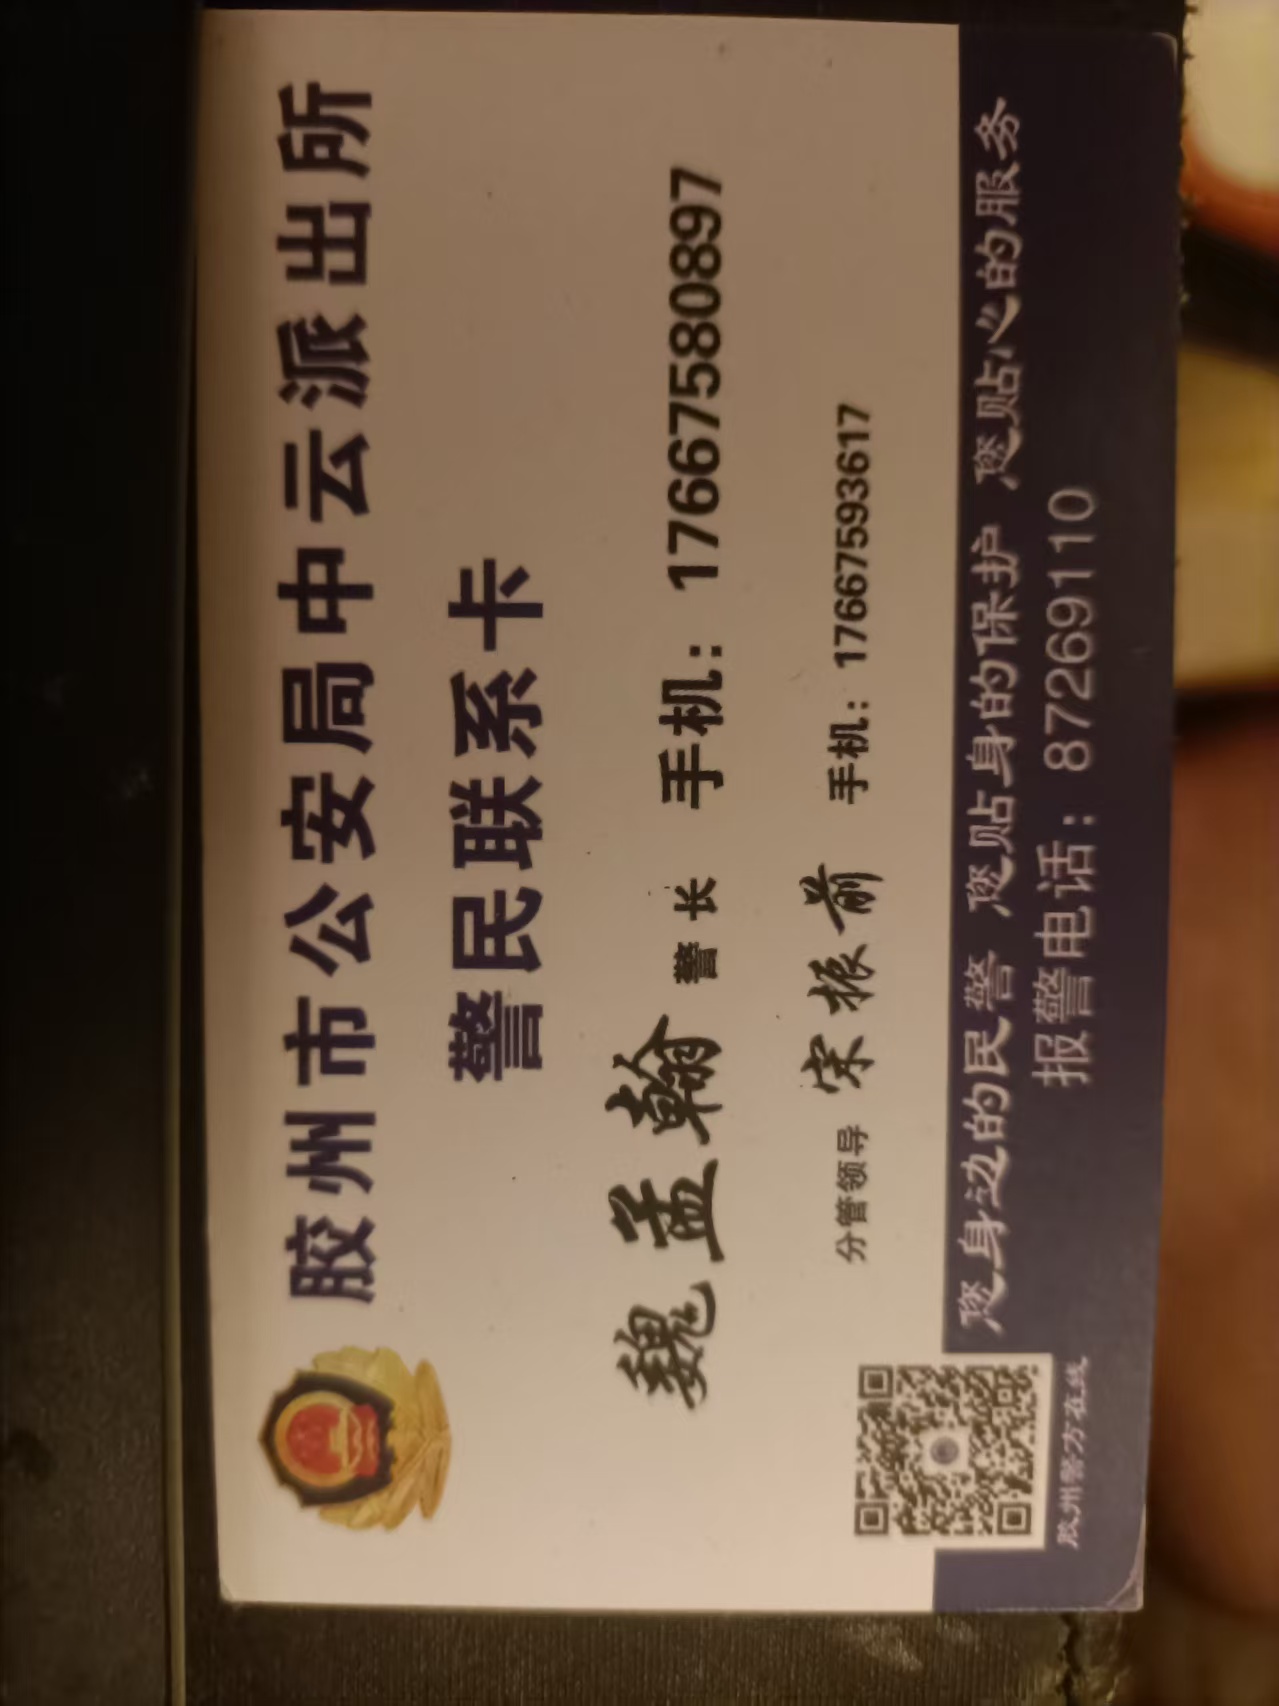 胶州市公安局中云派出所
警民联系卡
魏孟翰 警长 手机：17667580897
分管领导 宋振前 手机：17667593617
您身边的民警 您贴身的保护 您贴心的服务
报警电话：87269110
胶州警方在线